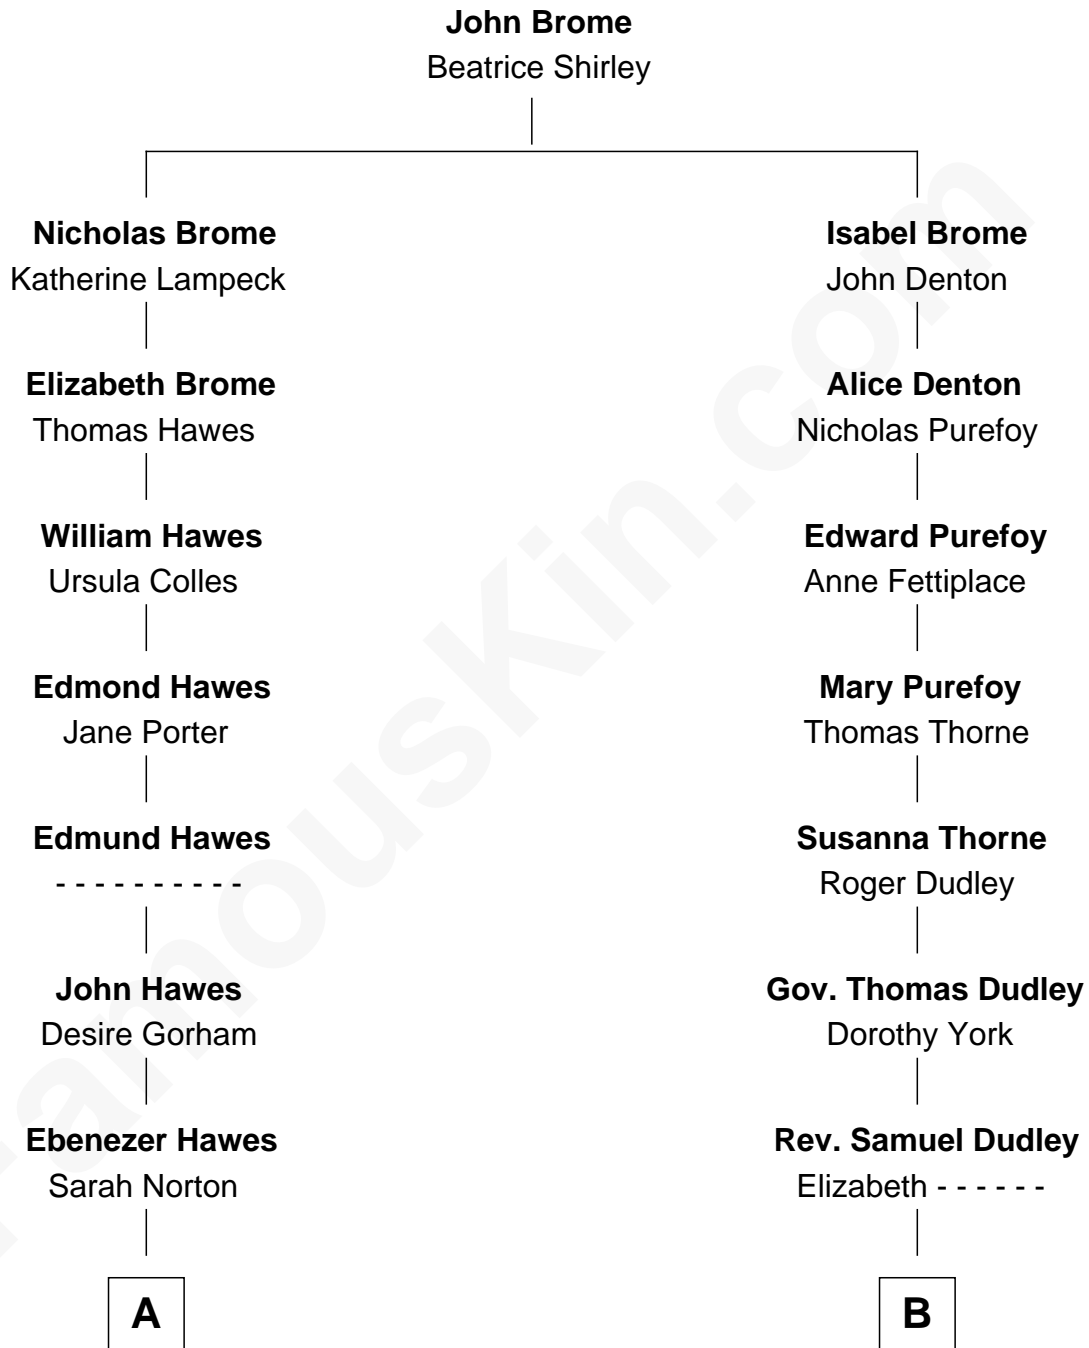 John Brome
Beatrice Shirley
Nicholas Brome
Katherine Lampeck
Isabel Brome
John Denton
Elizabeth Brome
Thomas Hawes
Alice Denton
Nicholas Purefoy
William Hawes
Ursula Colles
Edward Purefoy
Anne Fettiplace
Edmond Hawes
Jane Porter
Mary Purefoy
Thomas Thorne
Edmund Hawes
- - - - - - - - - -
Susanna Thorne
Roger Dudley
John Hawes
Desire Gorham
Gov. Thomas Dudley
Dorothy York
Ebenezer Hawes
Sarah Norton
Rev. Samuel Dudley
Elizabeth - - - - - -
A
B
FamousKin.com